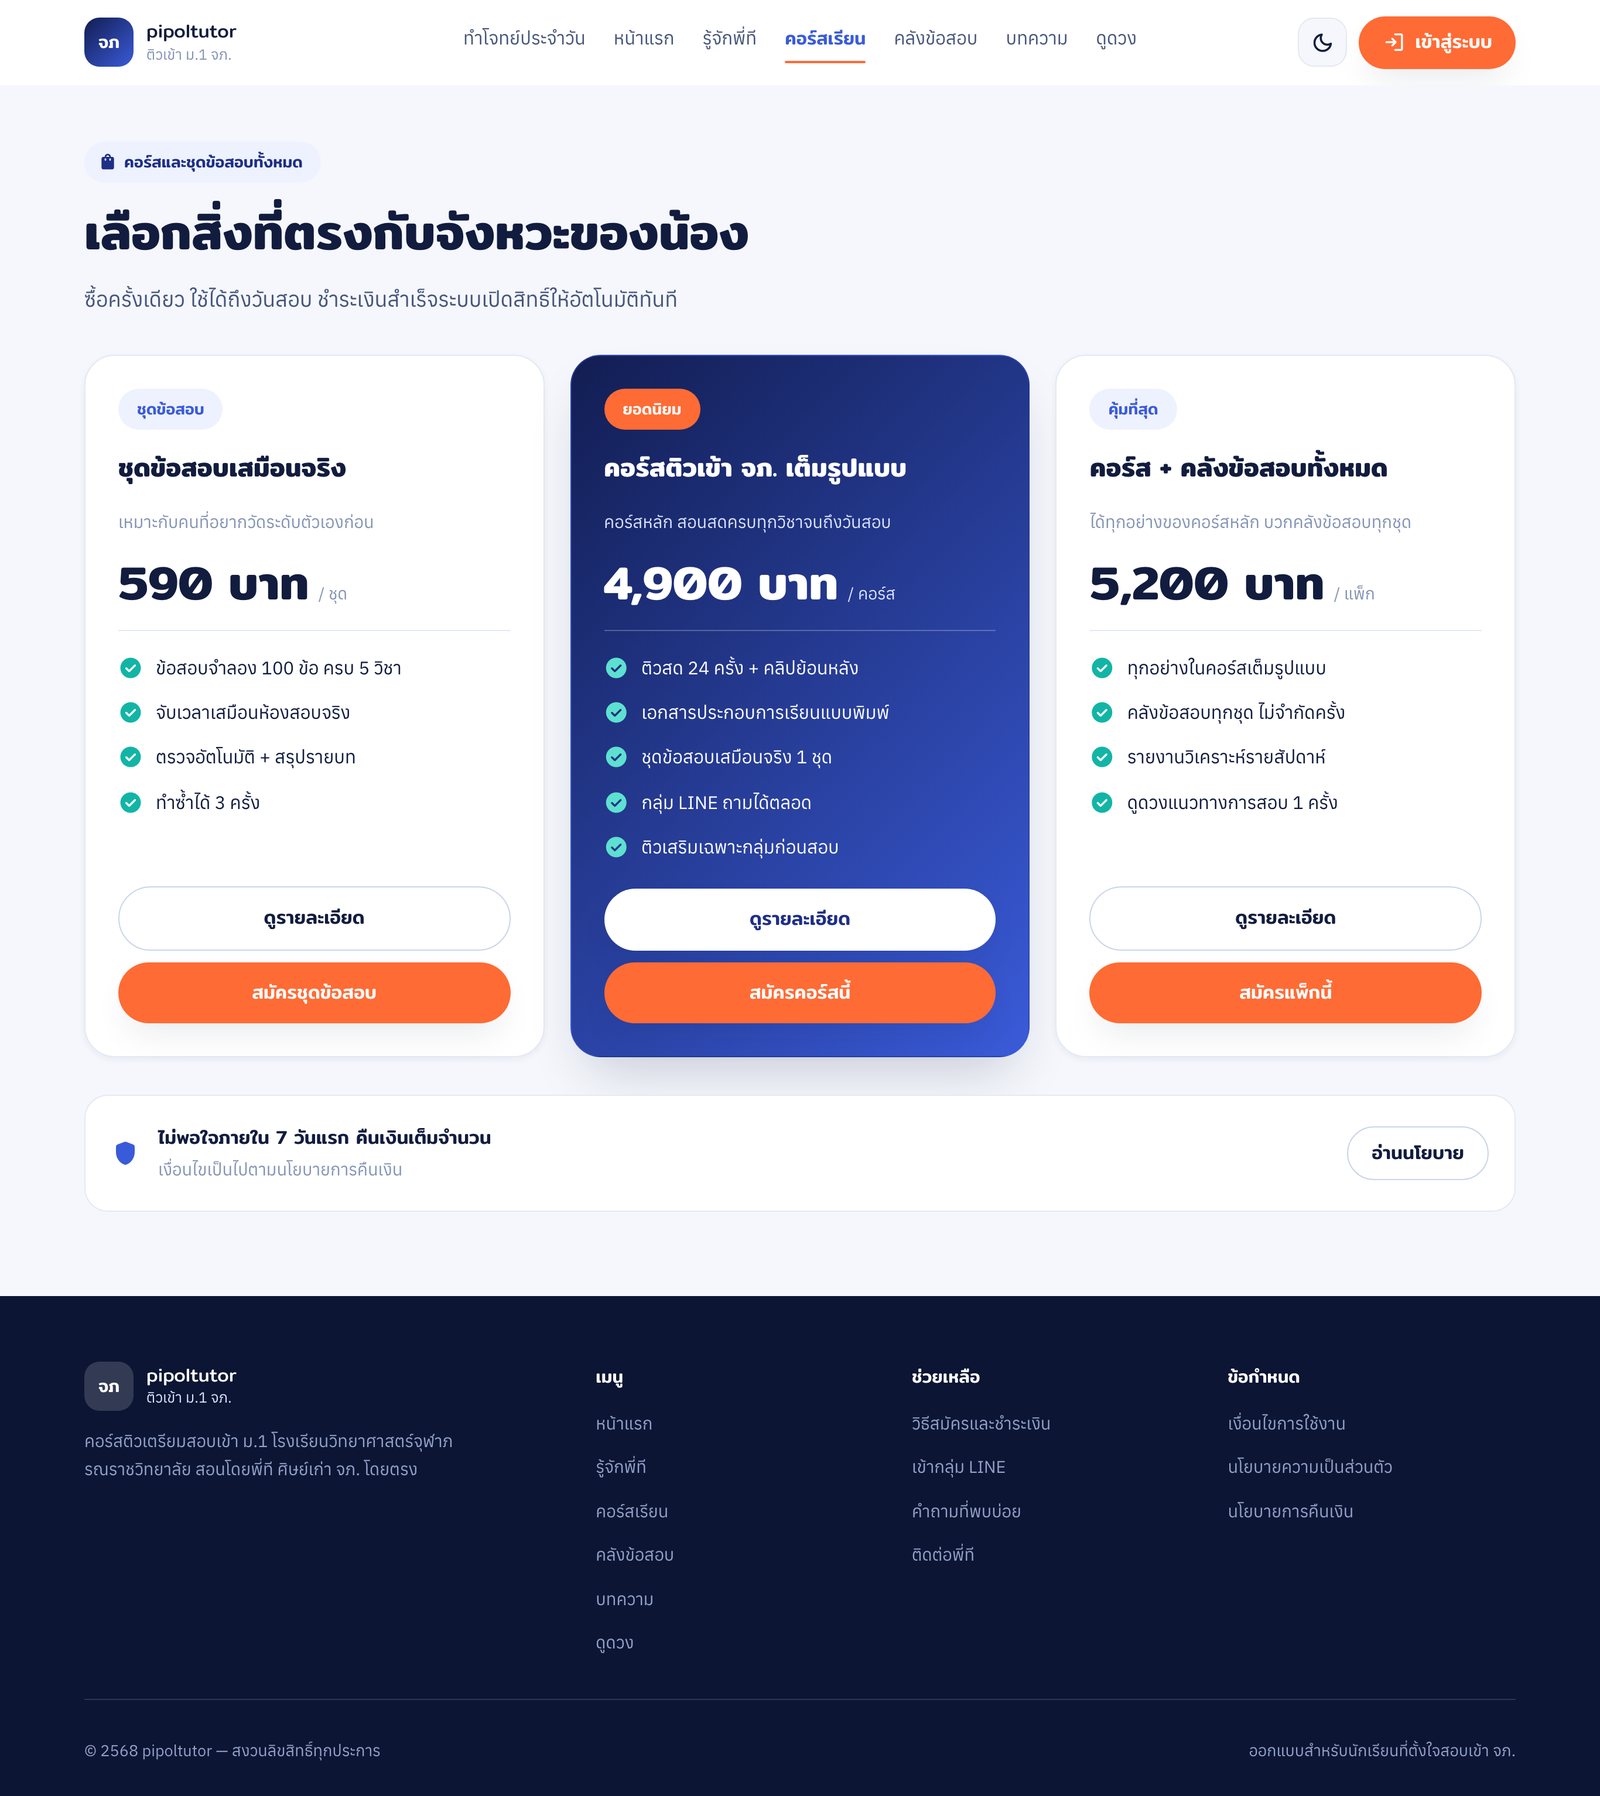 จภ
pipoltutor
ติวเข้า ม.1 จภ.
ทำโจทย์ประจำวัน
หน้าแรก
รู้จักพี่ที
คอร์สเรียน
คลังข้อสอบ
บทความ
ดูดวง
เข้าสู่ระบบ
คอร์สและชุดข้อสอบทั้งหมด
เลือกสิ่งที่ตรงกับจังหวะของน้อง
ซื้อครั้งเดียว ใช้ได้ถึงวันสอบ ชำระเงินสำเร็จระบบเปิดสิทธิ์ให้อัตโนมัติทันที
ชุดข้อสอบ
ชุดข้อสอบเสมือนจริง
เหมาะกับคนที่อยากวัดระดับตัวเองก่อน
590 บาท / ชุด
ข้อสอบจำลอง 100 ข้อ ครบ 5 วิชา
จับเวลาเสมือนห้องสอบจริง
ตรวจอัตโนมัติ + สรุปรายบท
ทำซ้ำได้ 3 ครั้ง
ดูรายละเอียด
สมัครชุดข้อสอบ
ยอดนิยม
คอร์สติวเข้า จภ. เต็มรูปแบบ
คอร์สหลัก สอนสดครบทุกวิชาจนถึงวันสอบ
4,900 บาท / คอร์ส
ติวสด 24 ครั้ง + คลิปย้อนหลัง
เอกสารประกอบการเรียนแบบพิมพ์
ชุดข้อสอบเสมือนจริง 1 ชุด
กลุ่ม LINE ถามได้ตลอด
ติวเสริมเฉพาะกลุ่มก่อนสอบ
ดูรายละเอียด
สมัครคอร์สนี้
คุ้มที่สุด
คอร์ส + คลังข้อสอบทั้งหมด
ได้ทุกอย่างของคอร์สหลัก บวกคลังข้อสอบทุกชุด
5,200 บาท / แพ็ก
ทุกอย่างในคอร์สเต็มรูปแบบ
คลังข้อสอบทุกชุด ไม่จำกัดครั้ง
รายงานวิเคราะห์รายสัปดาห์
ดูดวงแนวทางการสอบ 1 ครั้ง
ดูรายละเอียด
สมัครแพ็กนี้
ไม่พอใจภายใน 7 วันแรก คืนเงินเต็มจำนวน
เงื่อนไขเป็นไปตามนโยบายการคืนเงิน
อ่านนโยบาย
จภ
pipoltutor
ติวเข้า ม.1 จภ.
คอร์สติวเตรียมสอบเข้า ม.1 โรงเรียนวิทยาศาสตร์จุฬาภ
รณราชวิทยาลัย สอนโดยพี่ที ศิษย์เก่า จภ. โดยตรง
เมนู
หน้าแรก
รู้จักพี่ที
คอร์สเรียน
คลังข้อสอบ
บทความ
ดูดวง
ช่วยเหลือ
วิธีสมัครและชำระเงิน
เข้ากลุ่ม LINE
คำถามที่พบบ่อย
ติดต่อพี่ที
ข้อกำหนด
เงื่อนไขการใช้งาน
นโยบายความเป็นส่วนตัว
นโยบายการคืนเงิน
© 2568 pipoltutor — สงวนลิขสิทธิ์ทุกประการ
ออกแบบสำหรับนักเรียนที่ตั้งใจสอบเข้า จภ.